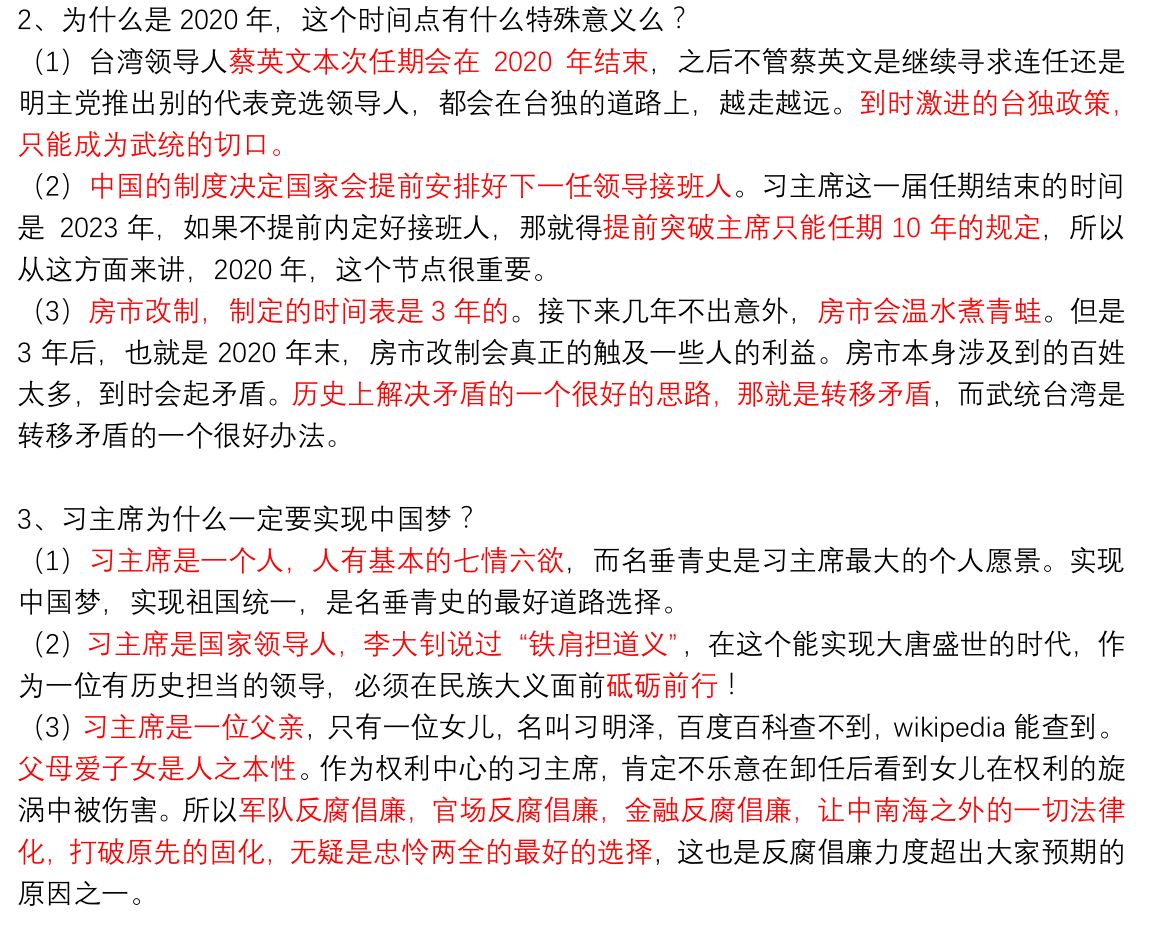 2、为什么是 2020 年，这个时间点有什么特殊意义么？
（1）台湾领导人蔡英文本次任期会在 2020 年结束，之后不管蔡英文是继续寻求连任还是
明主党推出别的代表竞选领导人，都会在台独的道路上，越走越远。到时激进的台独政策，
只能成为武统的切口。
（2）中国的制度决定国家会提前安排好下一任领导接班人。习主席这一届任期结束的时间
是 2023 年，如果不提前内定好接班人，那就得提前突破主席只能任期 10 年的规定，所以
从这方面来讲，2020 年，这个节点很重要。
（3）房市改制，制定的时间表是 3 年的。接下来几年不出意外，房市会温水煮青蛙。但是
3 年后，也就是 2020 年末，房市改制会真正的触及一些人的利益。房市本身涉及到的百姓
太多，到时会起矛盾。历史上解决矛盾的一个很好的思路，那就是转移矛盾，而武统台湾是
转移矛盾的一个很好办法。
3、习主席为什么一定要实现中国梦？
（1）习主席是一个人，人有基本的七情六欲，而名垂青史是习主席最大的个人愿景。实现
中国梦，实现祖国统一，是名垂青史的最好道路选择。
（2）习主席是国家领导人，李大钊说过“铁肩担道义”，在这个能实现大唐盛世的时代，作
为一位有历史担当的领导，必须在民族大义面前砥砺前行！
（3）习主席是一位父亲，只有一位女儿，名叫习明泽，百度百科查不到，wikipedia 能查到。
父母爱子女是人之本性。作为权利中心的习主席，肯定不乐意在卸任后看到女儿在权利的旋
涡中被伤害。所以军队反腐倡廉，官场反腐倡廉，金融反腐倡廉，让中南海之外的一切法律
化，打破原先的固化，无疑是忠怜两全的最好的选择，这也是反腐倡廉力度超出大家预期的
原因之一。